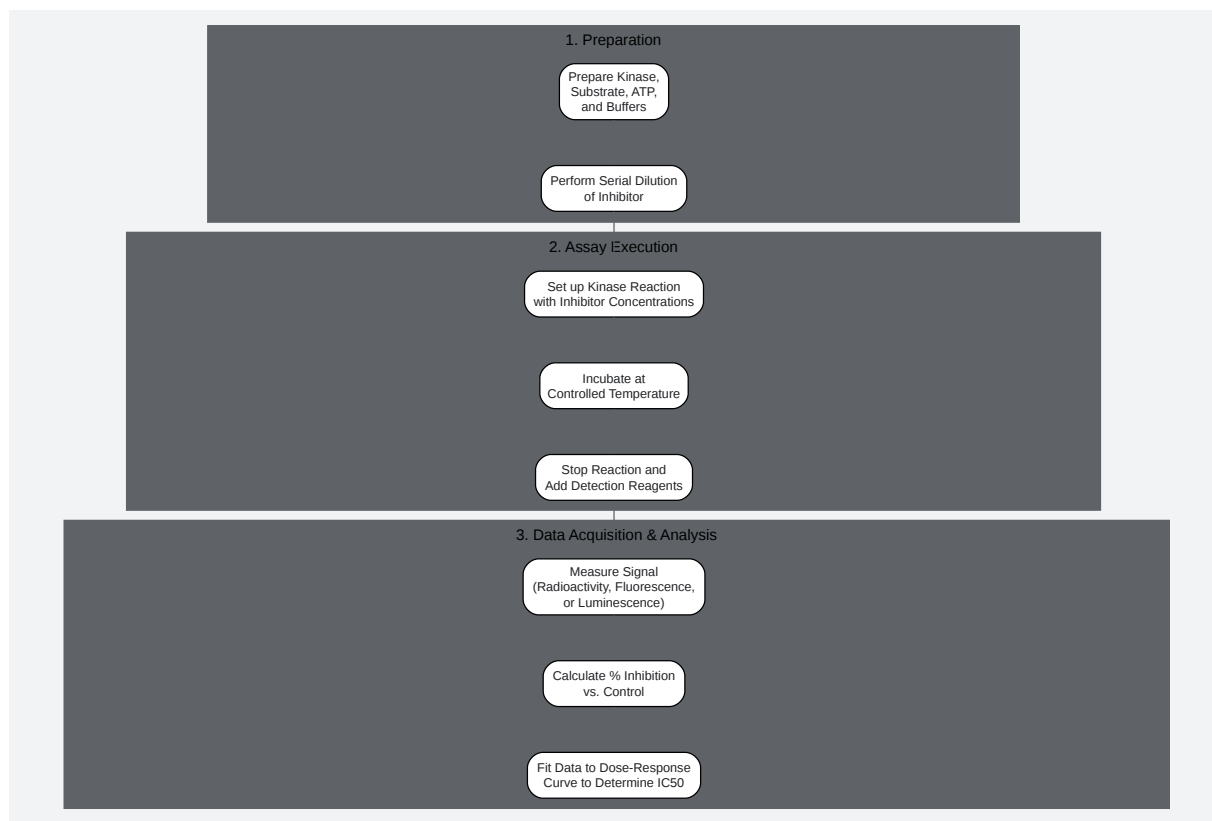 1. Preparation
Prepare Kinase,
Substrate, ATP,
and Buffers
Perform Serial Dilution
of Inhibitor
2. Assay Execution
Set up Kinase Reaction
with Inhibitor Concentrations
Incubate at
Controlled Temperature
Stop Reaction and
Add Detection Reagents
3. Data Acquisition & Analysis
Measure Signal
(Radioactivity, Fluorescence,
or Luminescence)
Calculate % Inhibition
vs. Control
Fit Data to Dose-Response
Curve to Determine IC50